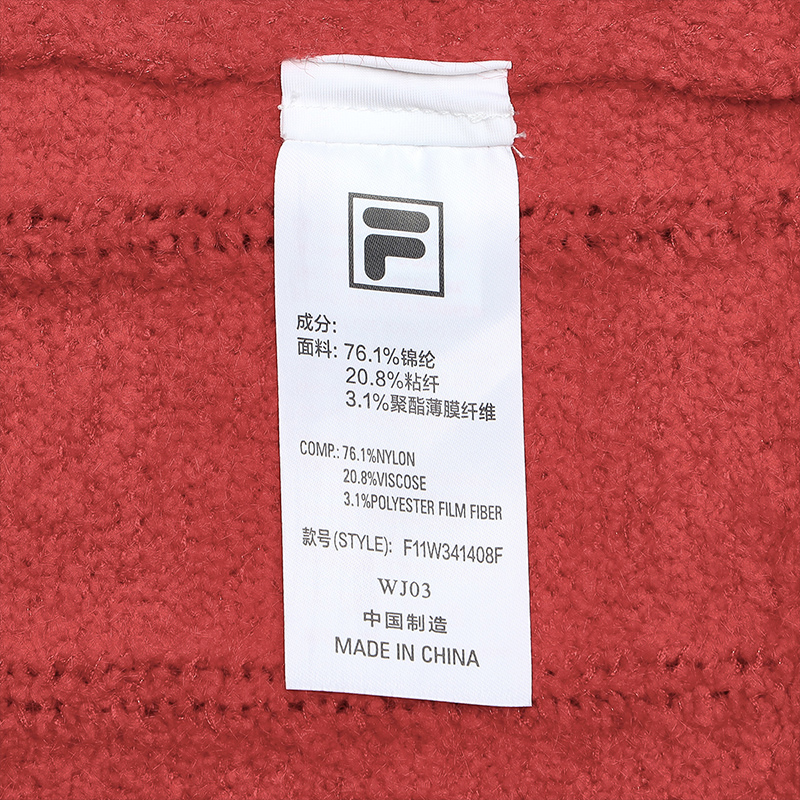 F
成分:
面料: 76.1%锦纶
20.8%粘纤
3.1%聚酯薄膜纤维
COMP.: 76.1%NYLON
20.8%VISCOSE
3.1%POLYESTER FILM FIBER
款号(STYLE): F11W341408F
WJ03
中国制造
MADE IN CHINA